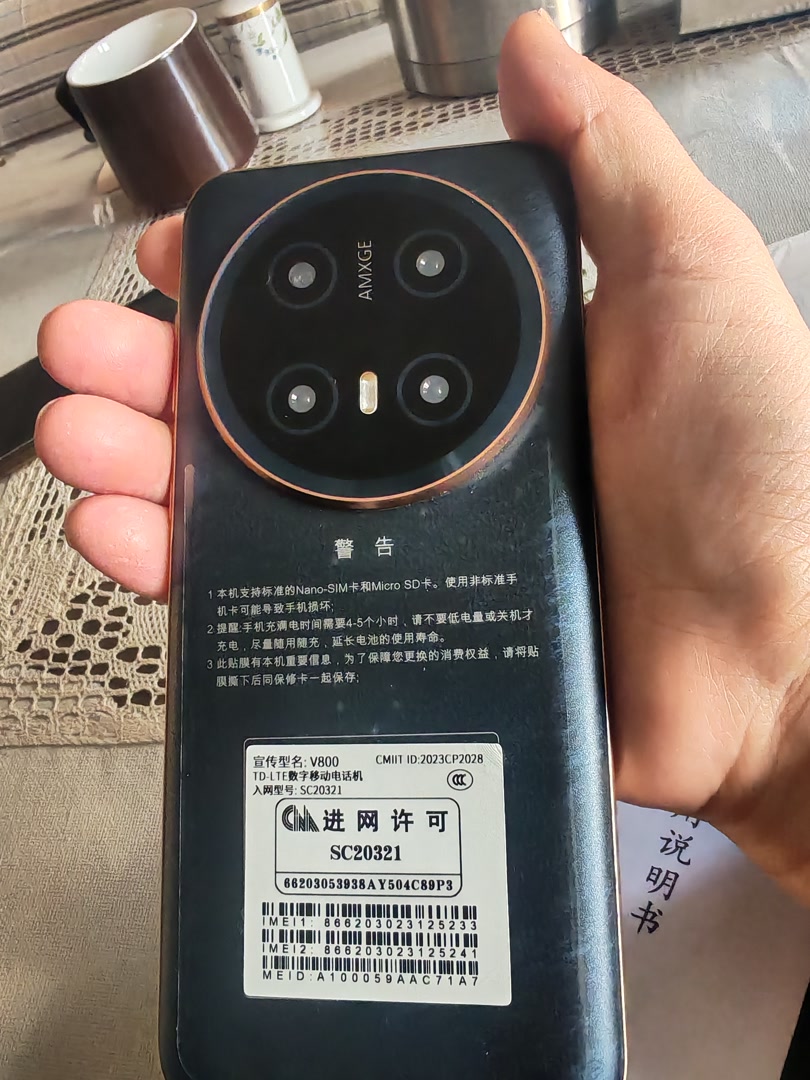 AMXGE
警 告
1 本机支持标准的Nano-SIM卡和Micro SD卡。使用非标准手
机卡可能导致手机损坏;
2 提醒:手机充满电时间需要4-5个小时、请不要低电量或关机才
充电，尽量随用随充，延长电池的使用寿命。
3 此贴膜有本机重要信息，为了保障您更换的消费权益，请将贴
膜撕下后同保修卡一起保存;
宣传型名: V800 CMIIT ID:2023CP2028
TD-LTE数字移动电话机
入网型号: SC20321
进网许可
SC20321
66203053938AY504C89P3
IMEI1: 866203023125233
IMEI2: 866203023125241
MEID:A100059AAC71A7
用说明书